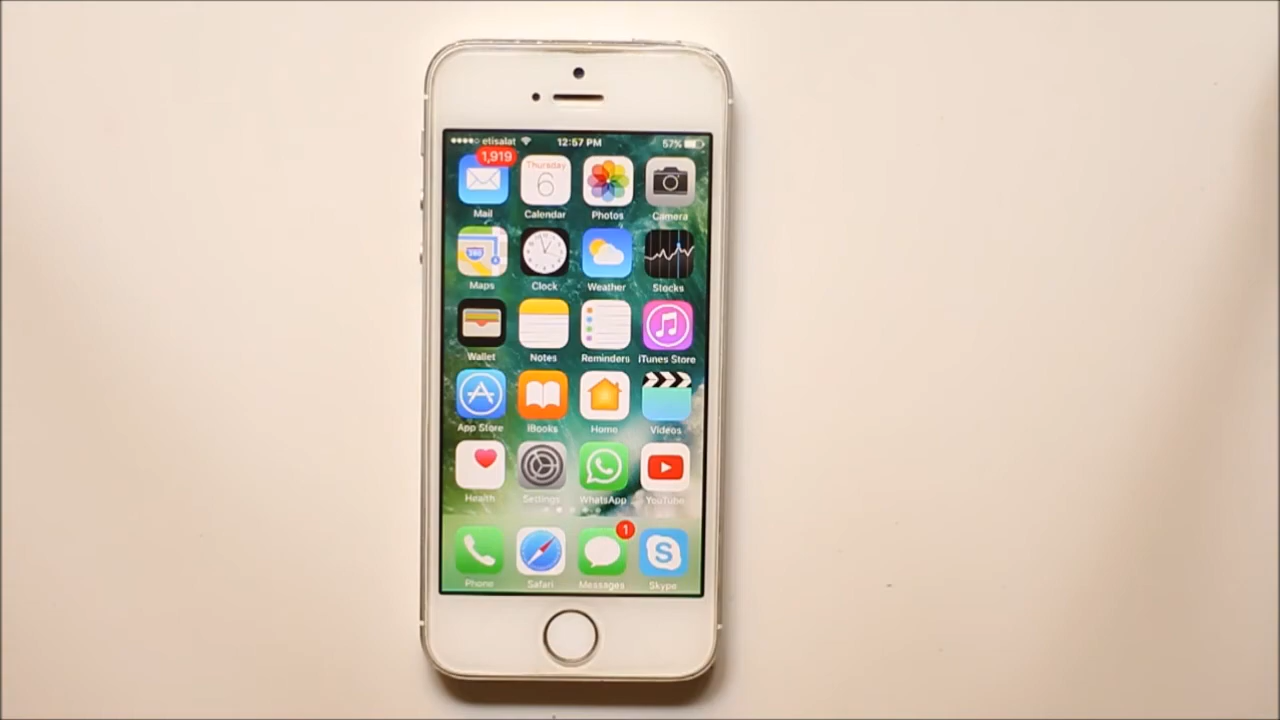 etisalat 12:57 PM 57%
1,919
Thursday
6
Mail Calendar Photos Camera
280
Maps Clock Weather Stocks
Wallet Notes Reminders iTunes Store
App Store iBooks Home Videos
Health Settings WhatsApp YouTube
1
S
Phone Safari Messages Skype